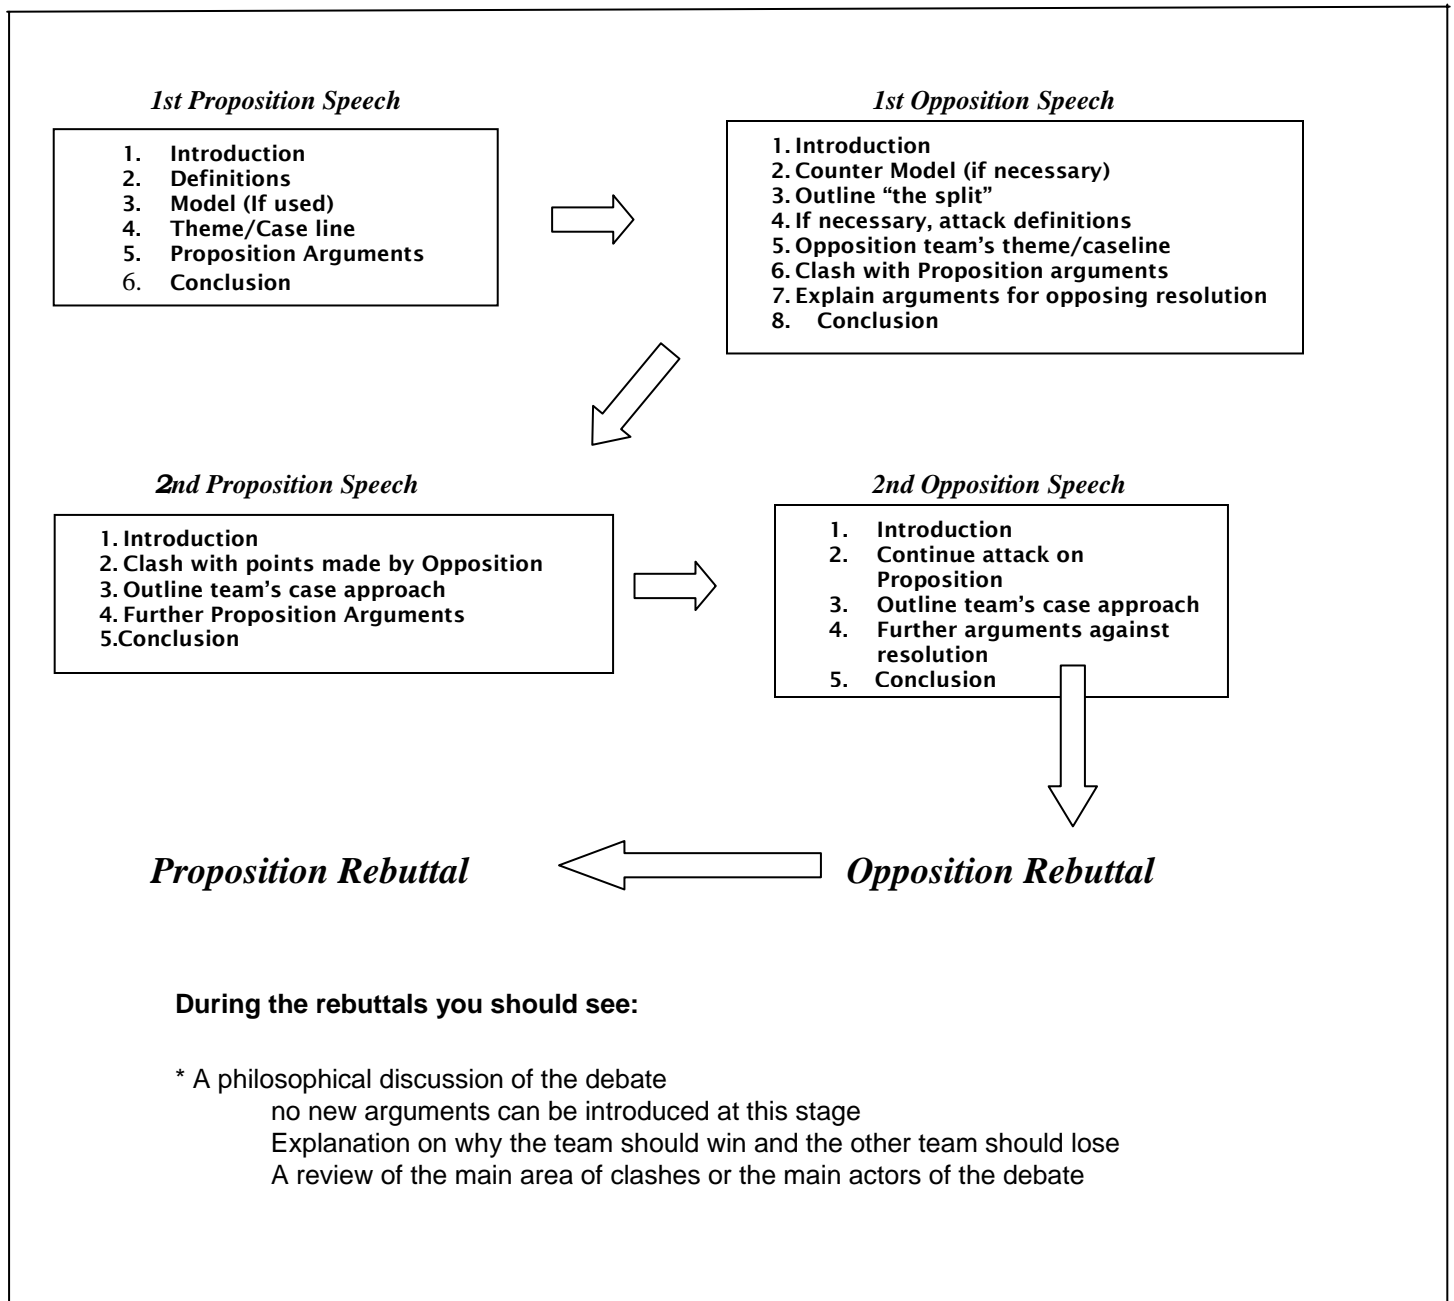 1st Proposition Speech
1. Introduction
2. Definitions
3. Model (If used)
4. Theme/Case line
5. Proposition Arguments
6. Conclusion
1st Opposition Speech
1. Introduction
2. Counter Model (if necessary)
3. Outline “the split”
4. If necessary, attack definitions
5. Opposition team’s theme/caseline
6. Clash with Proposition arguments
7. Explain arguments for opposing resolution
8. Conclusion
2nd Proposition Speech
1. Introduction
2. Clash with points made by Opposition
3. Outline team’s case approach
4. Further Proposition Arguments
5.Conclusion
2nd Opposition Speech
1. Introduction
2. Continue attack on
Proposition
3. Outline team’s case approach
4. Further arguments against
resolution
5. Conclusion
Proposition Rebuttal
Opposition Rebuttal
During the rebuttals you should see:
* A philosophical discussion of the debate
no new arguments can be introduced at this stage
Explanation on why the team should win and the other team should lose
A review of the main area of clashes or the main actors of the debate